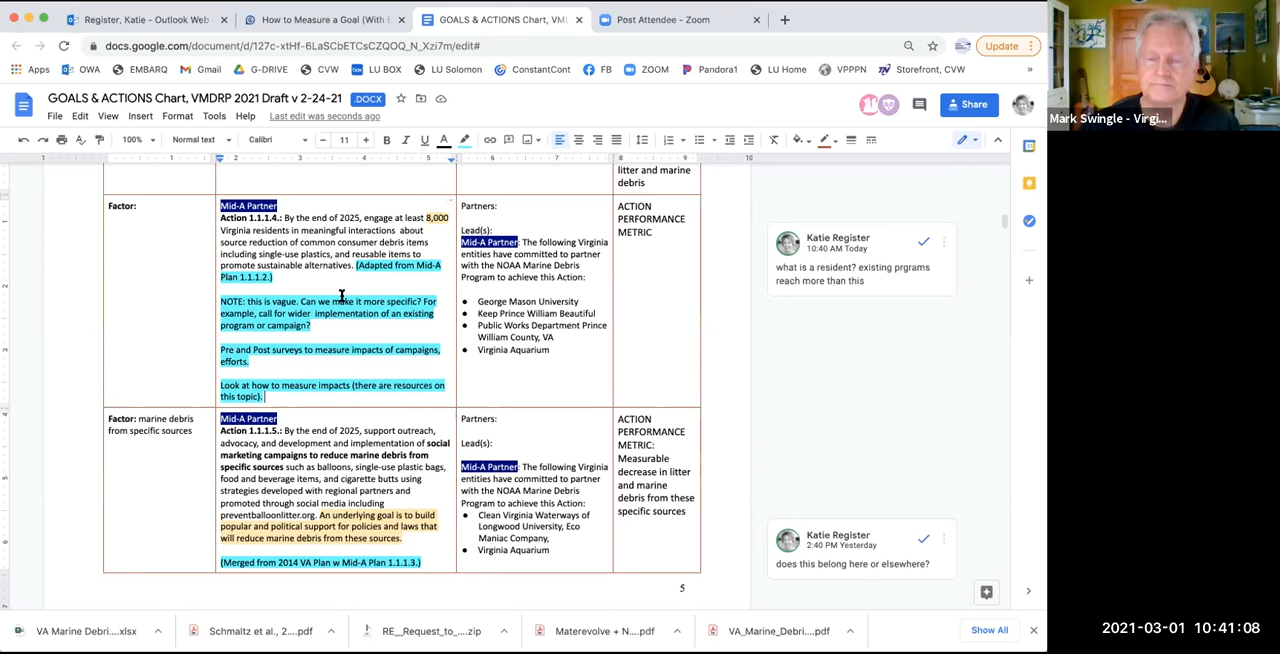 Register, Katie - Outlook Web
How to Measure a Goal (With E
GOALS & ACTIONS Chart, VML
Post Attendee - Zoom
docs.google.com/document/d/127c-xtHf-6LaSCbETCsCZQOQ_N_Xzi7m/edit#
Update
Apps
OWA
EMBARQ
Gmail
G-DRIVE
CVW
LU BOX
LU Solomon
ConstantCont
FB
ZOOM
Pandora1
LU Home
VPPPN
Storefront, CVW
»
GOALS & ACTIONS Chart, VMDRP 2021 Draft v 2-24-21 .DOCX
File Edit View Insert Format Tools Help Last edit was seconds ago
Share
100% Normal text Calibri 11
1 2 3 4 5 6 7 8 9 10
litter and marine
debris
Factor:
Mid-A Partner
Action 1.1.1.4.: By the end of 2025, engage at least 8,000
Virginia residents in meaningful interactions about
source reduction of common consumer debris items
including single-use plastics, and reusable items to
promote sustainable alternatives. (Adapted from Mid-A
Plan 1.1.1.2.)
NOTE: this is vague. Can we make it more specific? For
example, call for wider implementation of an existing
program or campaign?
Pre and Post surveys to measure impacts of campaigns,
efforts.
Look at how to measure impacts (there are resources on
this topic).
Partners:
Lead(s):
Mid-A Partner: The following Virginia
entities have committed to partner
with the NOAA Marine Debris
Program to achieve this Action:
● George Mason University
● Keep Prince William Beautiful
● Public Works Department Prince
William County, VA
● Virginia Aquarium
ACTION
PERFORMANCE
METRIC
Factor: marine debris
from specific sources
Mid-A Partner
Action 1.1.1.5.: By the end of 2025, support outreach,
advocacy, and development and implementation of social
marketing campaigns to reduce marine debris from
specific sources such as balloons, single-use plastic bags,
food and beverage items, and cigarette butts using
strategies developed with regional partners and
promoted through social media including
preventballoonlitter.org. An underlying goal is to build
popular and political support for policies and laws that
will reduce marine debris from these sources.
(Merged from 2014 VA Plan w Mid-A Plan 1.1.1.3.)
Partners:
Lead(s):
Mid-A Partner: The following Virginia
entities have committed to partner
with the NOAA Marine Debris
Program to achieve this Action:
● Clean Virginia Waterways of
Longwood University, Eco
Maniac Company,
● Virginia Aquarium
ACTION
PERFORMANCE
METRIC:
Measurable
decrease in litter
and marine
debris from these
specific sources
5
Katie Register
10:40 AM Today
what is a resident? existing prgrams
reach more than this
Katie Register
2:40 PM Yesterday
does this belong here or elsewhere?
VA Marine Debri....xlsx
Schmaltz et al., 2....pdf
RE__Request_to_....zip
Materevolve + N....pdf
VA_Marine_Debri....pdf
Show All
Mark Swingle - Virgi...
2021-03-01 10:41:08